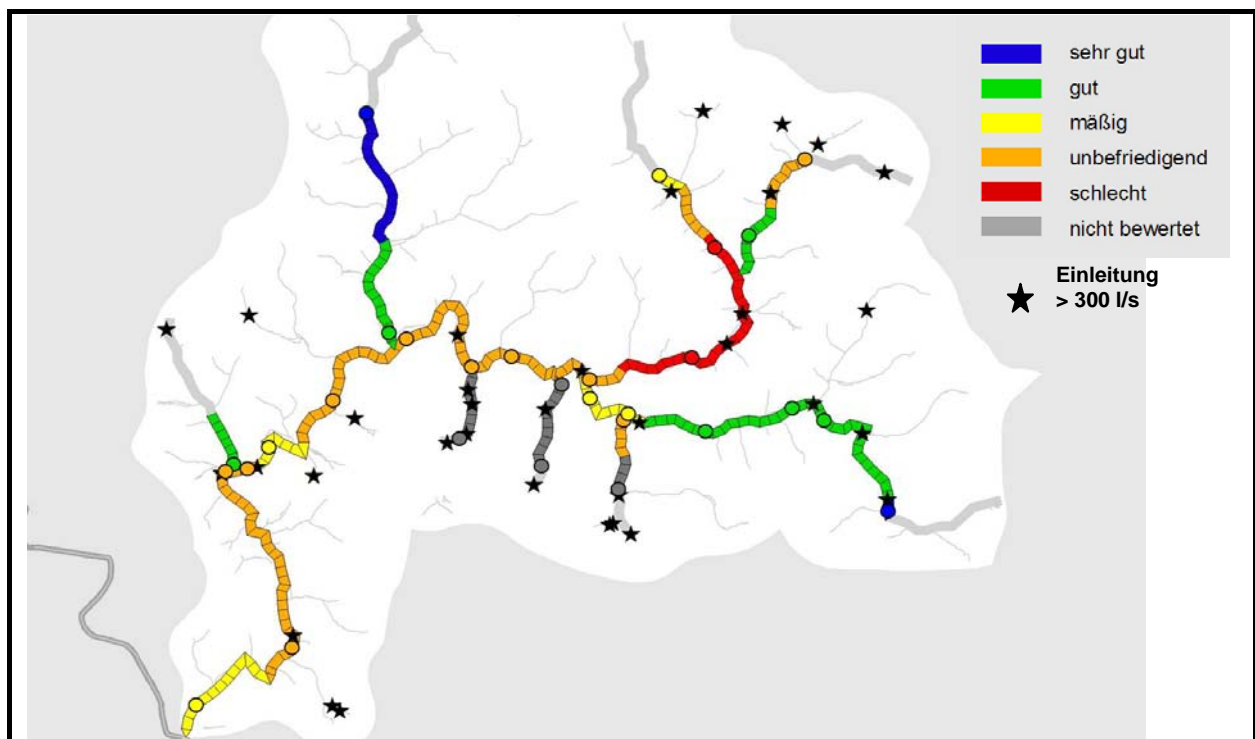 sehr gut
gut
mäßig
unbefriedigend
schlecht
nicht bewertet
Einleitung
> 300 l/s